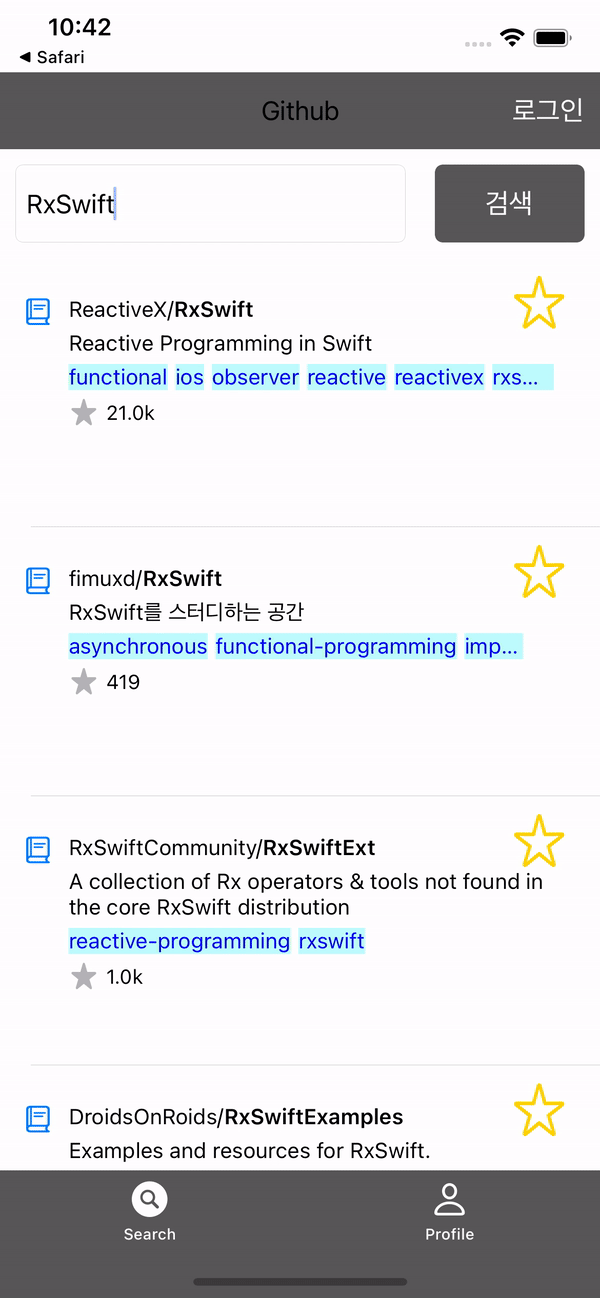 10:42
◀ Safari
Github
로그인
RxSwift
검색
ReactiveX/RxSwift
Reactive Programming in Swift
functional ios observer reactive reactivex rxs...
21.0k
fimuxd/RxSwift
RxSwift를 스터디하는 공간
asynchronous functional-programming imp...
419
RxSwiftCommunity/RxSwiftExt
A collection of Rx operators & tools not found in
the core RxSwift distribution
reactive-programming rxswift
1.0k
DroidsOnRoids/RxSwiftExamples
Examples and resources for RxSwift.
Search
Profile